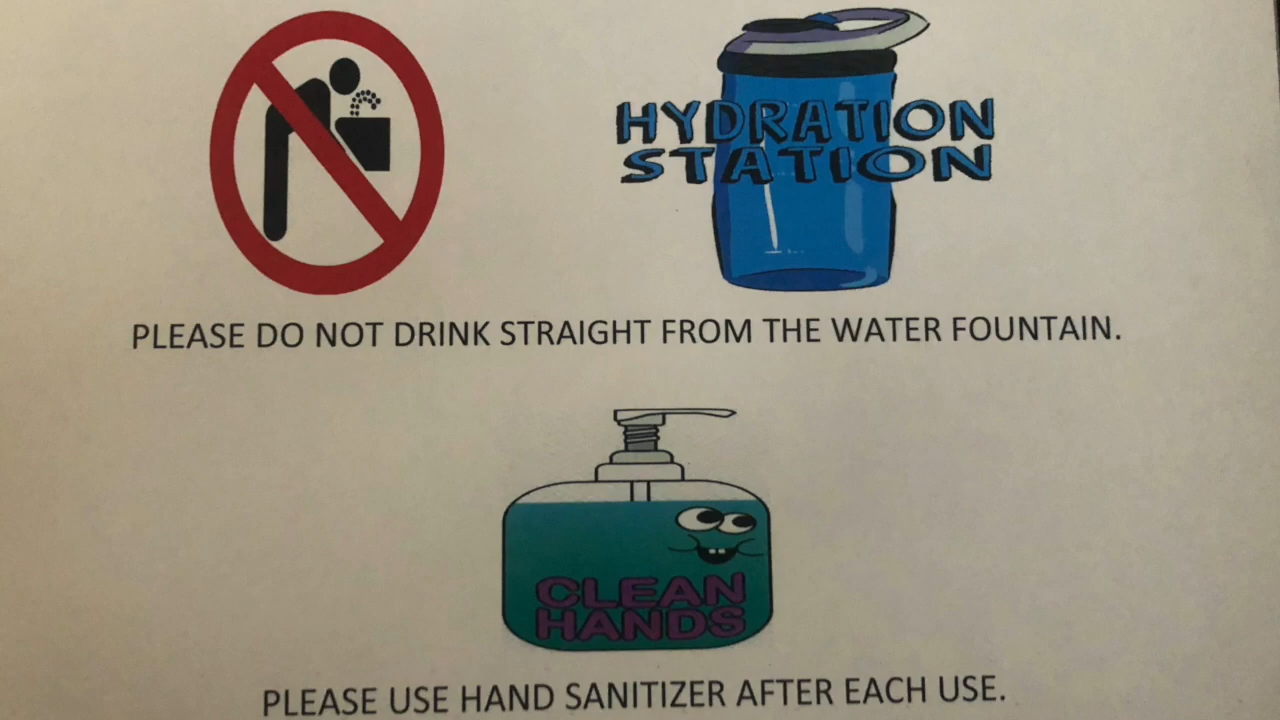 HYDRATION
STATION
PLEASE DO NOT DRINK STRAIGHT FROM THE WATER FOUNTAIN.
CLEAN
HANDS
PLEASE USE HAND SANITIZER AFTER EACH USE.